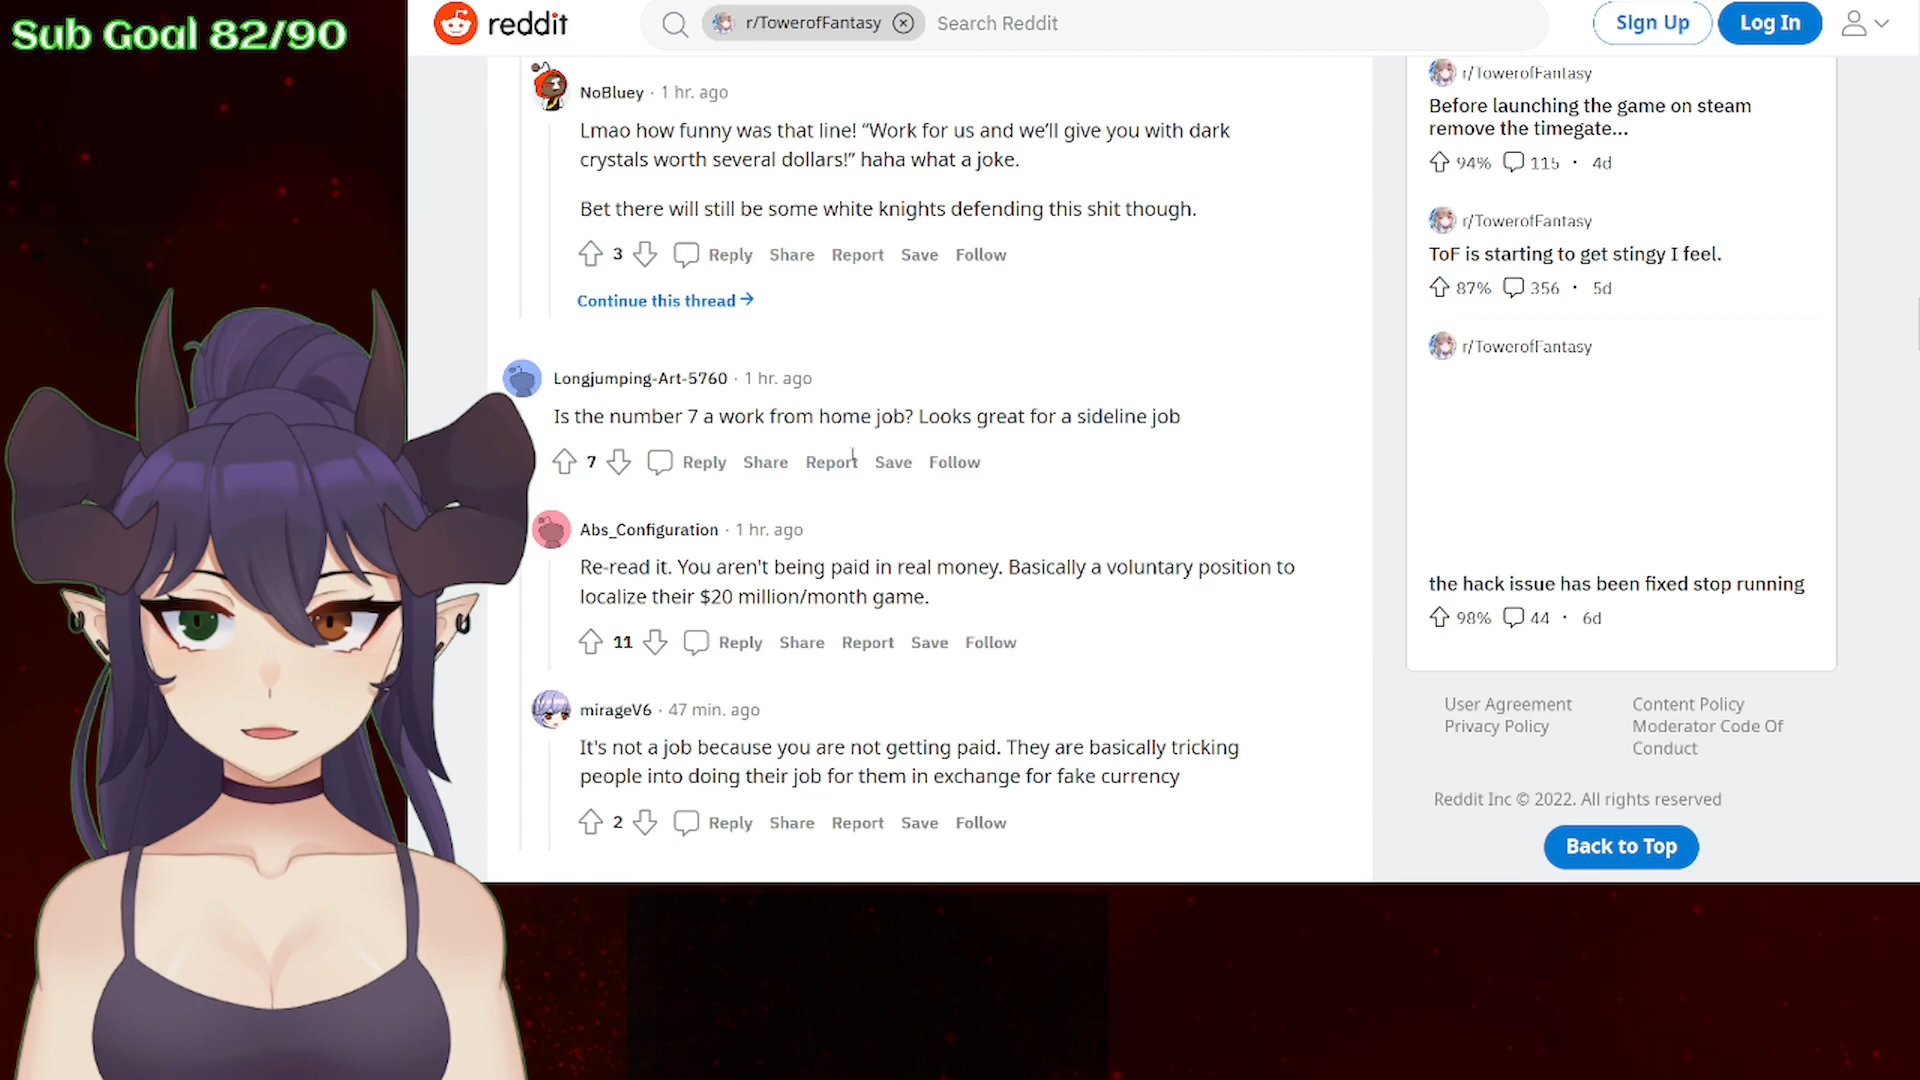 Sub Goal 82/90
reddit
r/TowerofFantasy
Search Reddit
Sign Up
Log In
NoBluey · 1 hr. ago
Lmao how funny was that line! “Work for us and we’ll give you with dark
crystals worth several dollars!” haha what a joke.
Bet there will still be some white knights defending this shit though.
3 Reply Share Report Save Follow
Continue this thread
Longjumping-Art-5760 · 1 hr. ago
Is the number 7 a work from home job? Looks great for a sideline job
7 Reply Share Report Save Follow
Abs_Configuration · 1 hr. ago
Re-read it. You aren't being paid in real money. Basically a voluntary position to
localize their $20 million/month game.
11 Reply Share Report Save Follow
mirageV6 · 47 min. ago
It's not a job because you are not getting paid. They are basically tricking
people into doing their job for them in exchange for fake currency
2 Reply Share Report Save Follow
r/TowerofFantasy
Before launching the game on steam
remove the timegate...
94% 115 · 4d
r/TowerofFantasy
ToF is starting to get stingy I feel.
87% 356 · 5d
r/TowerofFantasy
the hack issue has been fixed stop running
98% 44 · 6d
User Agreement
Privacy Policy
Content Policy
Moderator Code Of
Conduct
Reddit Inc © 2022. All rights reserved
Back to Top